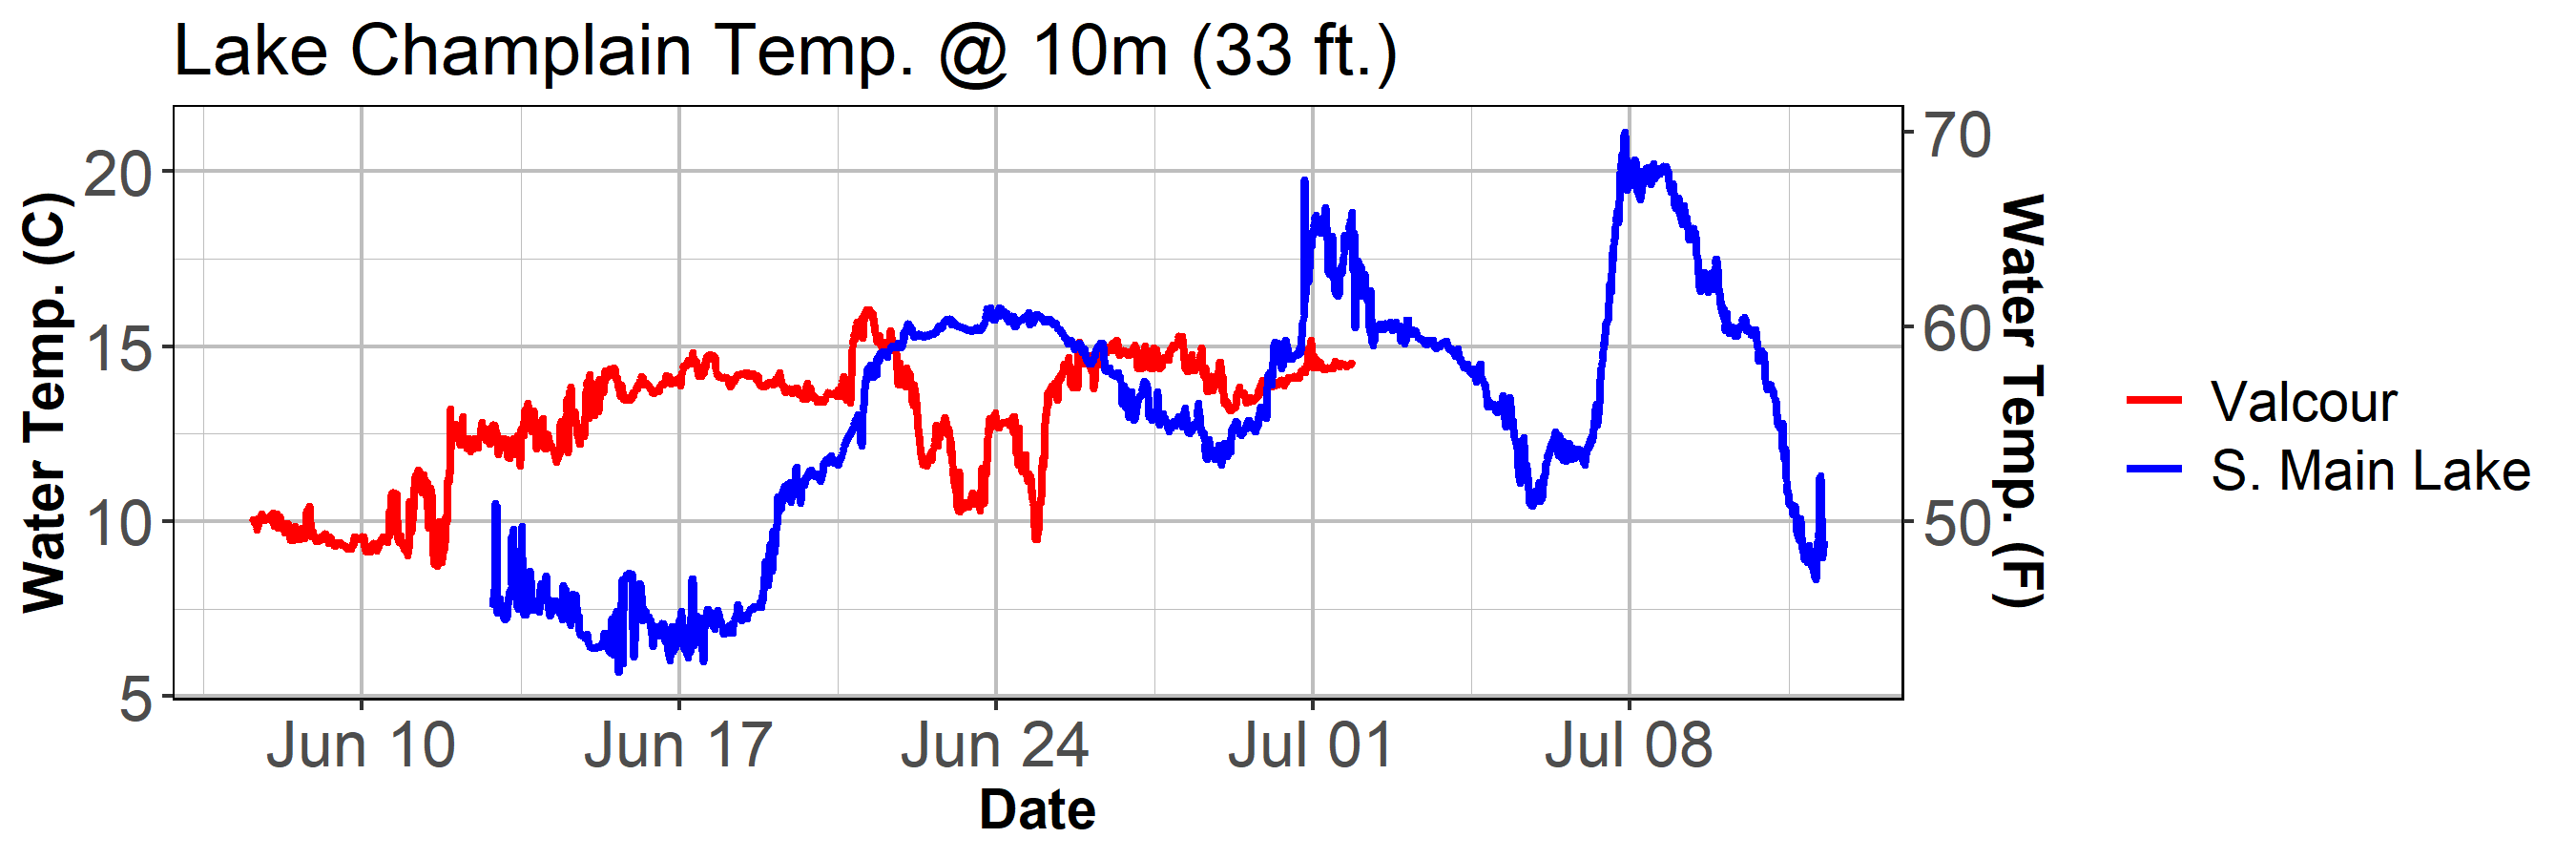 Lake Champlain Temp. @ 10m (33 ft.)
Water Temp. (C)
20
15
10
5
70
60
50
Water Temp. (F)
Jun 10
Jun 17
Jun 24
Jul 01
Jul 08
Date
Valcour
S. Main Lake